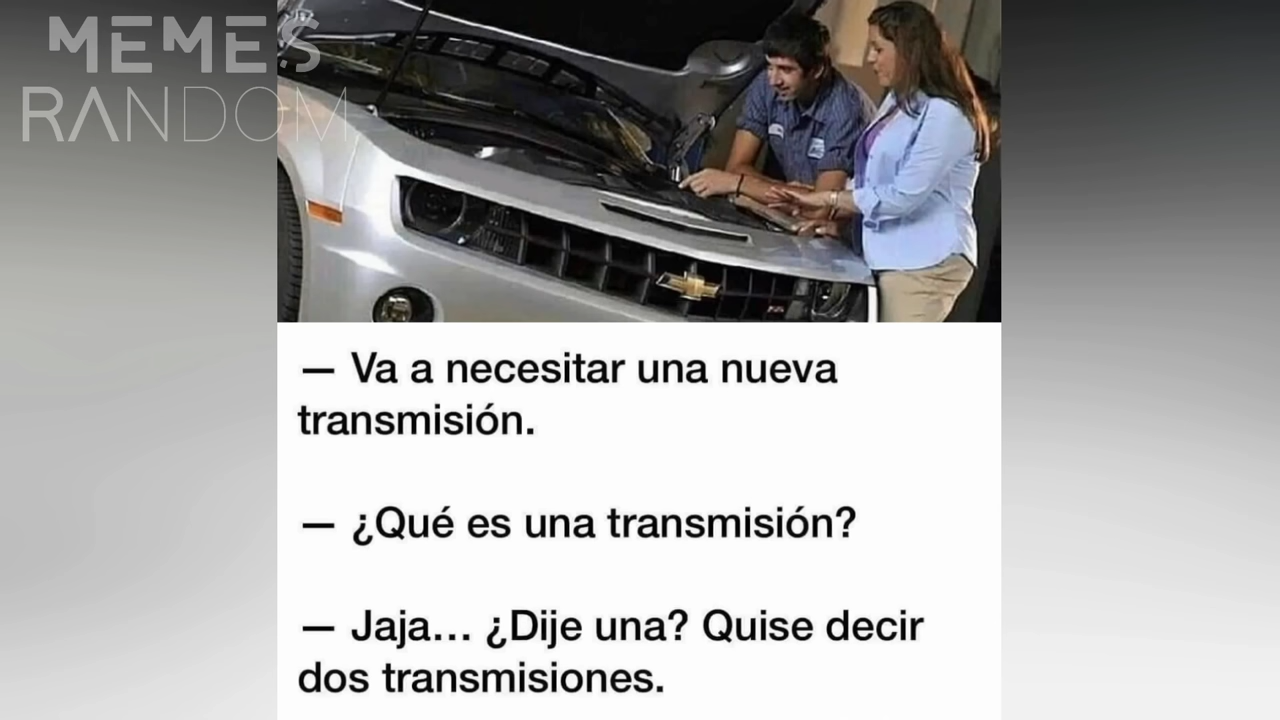 MEMES
RANDOM
— Va a necesitar una nueva
transmisión.
— ¿Qué es una transmisión?
— Jaja... ¿Dije una? Quise decir
dos transmisiones.